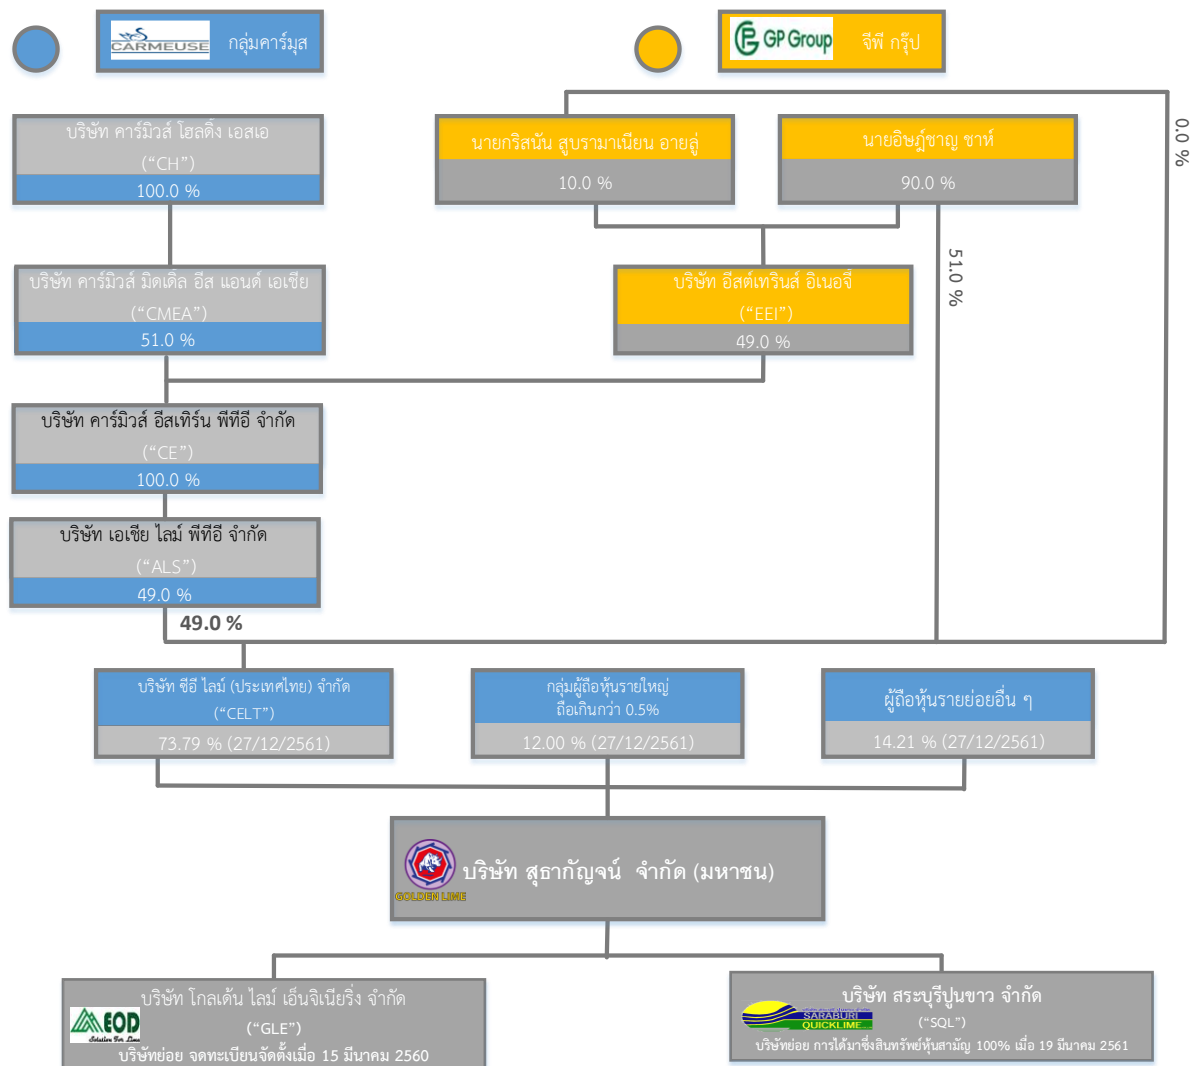 CARMEUSE
กลุ่มคาร์มุส
GP Group
จีพี กรุ๊ป
บริษัท คาร์มิวส์ โฮลดิ้ง เอสเอ
("CH")
100.0 %
นายกริสนัน สูบรามาเนียน อายลู่
10.0 %
นายอิษฎ์ชาญ ชาห์
90.0 %
0.0 %
บริษัท คาร์มิวส์ มิดเดิ้ล อีส แอนด์ เอเชีย
("CMEA")
51.0 %
บริษัท อีสต์เทรินส์ อิเนอจี่
("EEI")
49.0 %
51.0 %
บริษัท คาร์มิวส์ อีสเทิร์น พีทีอี จำกัด
("CE")
100.0 %
บริษัท เอเชีย ไลม์ พีทีอี จำกัด
("ALS")
49.0 %
49.0 %
บริษัท ซีอี ไลม์ (ประเทศไทย) จำกัด
("CELT")
73.79 % (27/12/2561)
กลุ่มผู้ถือหุ้นรายใหญ่
ถือเกินกว่า 0.5%
12.00 % (27/12/2561)
ผู้ถือหุ้นรายย่อยอื่น ๆ
14.21 % (27/12/2561)
GOLDEN LIME
บริษัท สุธากัญจน์ จำกัด (มหาชน)
บริษัท โกลเด้น ไลม์ เอ็นจิเนียริ่ง จำกัด
EOD
Solution For Lime
("GLE")
บริษัทย่อย จดทะเบียนจัดตั้งเมื่อ 15 มีนาคม 2560
บริษัท สระบุรีปูนขาว จำกัด
SARABURI
QUICKLIME
("SQL")
บริษัทย่อย การได้มาซึ่งสินทรัพย์หุ้นสามัญ 100% เมื่อ 19 มีนาคม 2561